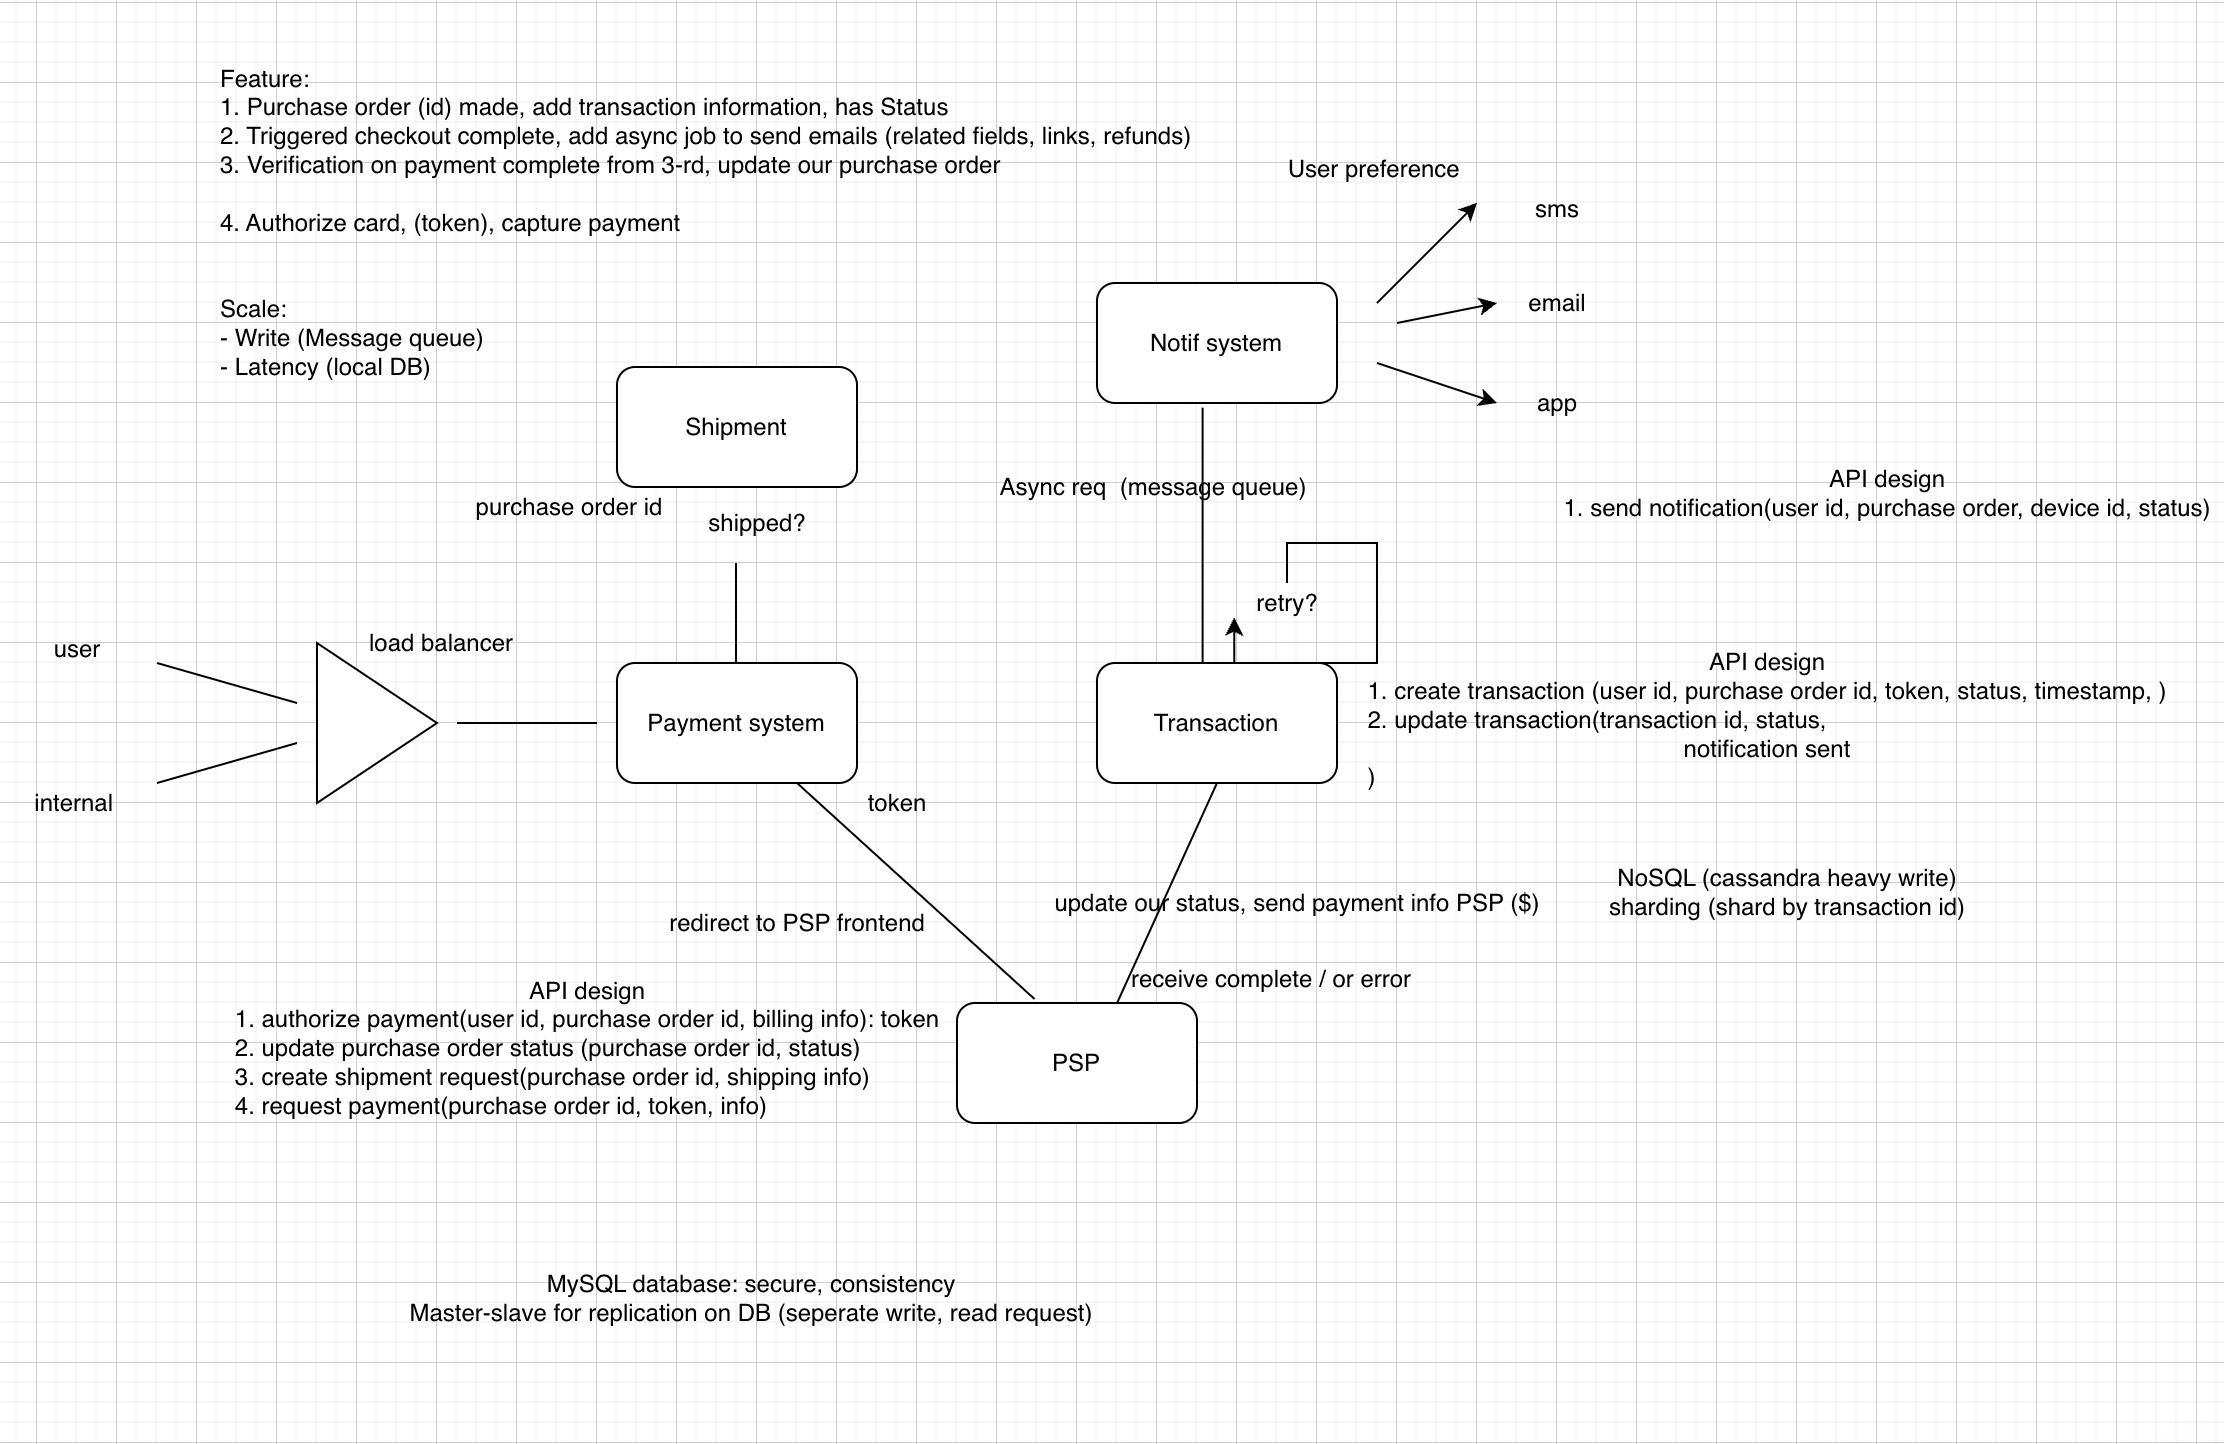 Feature:
1. Purchase order (id) made, add transaction information, has Status
2. Triggered checkout complete, add async job to send emails (related fields, links, refunds)
3. Verification on payment complete from 3-rd, update our purchase order
4. Authorize card, (token), capture payment
Scale:
- Write (Message queue)
- Latency (local DB)
User preference
sms
email
app
Notif system
Shipment
purchase order id
shipped?
Async req  (message queue)
API design
1. send notification(user id, purchase order, device id, status)
retry?
user
internal
load balancer
Payment system
Transaction
API design
1. create transaction (user id, purchase order id, token, status, timestamp, )
2. update transaction(transaction id, status,
notification sent
)
token
redirect to PSP frontend
update our status, send payment info PSP ($)
receive complete / or error
NoSQL (cassandra heavy write)
sharding (shard by transaction id)
API design
1. authorize payment(user id, purchase order id, billing info): token
2. update purchase order status (purchase order id, status)
3. create shipment request(purchase order id, shipping info)
4. request payment(purchase order id, token, info)
PSP
MySQL database: secure, consistency
Master-slave for replication on DB (seperate write, read request)